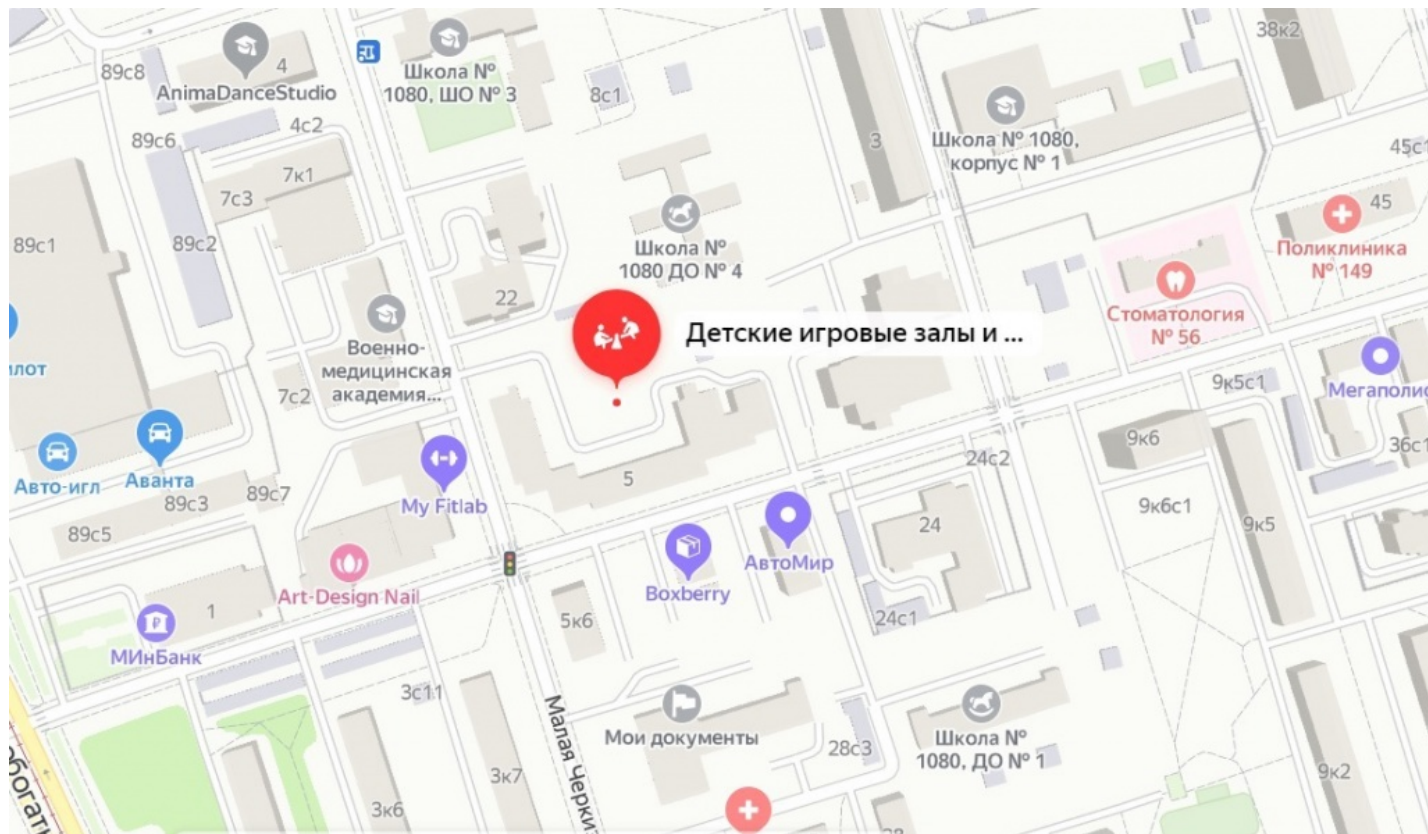 38к2
89с8
4
AnimaDanceStudio
Школа №
1080, ШО № 3
8с1
4с2
89с6
3
Школа № 1080,
корпус № 1
45с1
7к1
7с3
45
89с1
89с2
Школа №
1080 ДО № 4
Поликлиника
№ 149
22
Стоматология
№ 56
Детские игровые залы и ...
Военно-
медицинская
академия...
7с2
9к5с1
Мегаполис
9к6
36с1
Авто-игл
Аванта
89с3
89с7
My Fitlab
5
24с2
9к6с1
9к5
89с5
24
АвтоМир
Boxberry
Art-Design Nail
1
5к6
24с1
МИнБанк
3с11
Малая Черкиз
Мои документы
28с3
Школа №
1080, ДО № 1
3к7
9к2
3к6